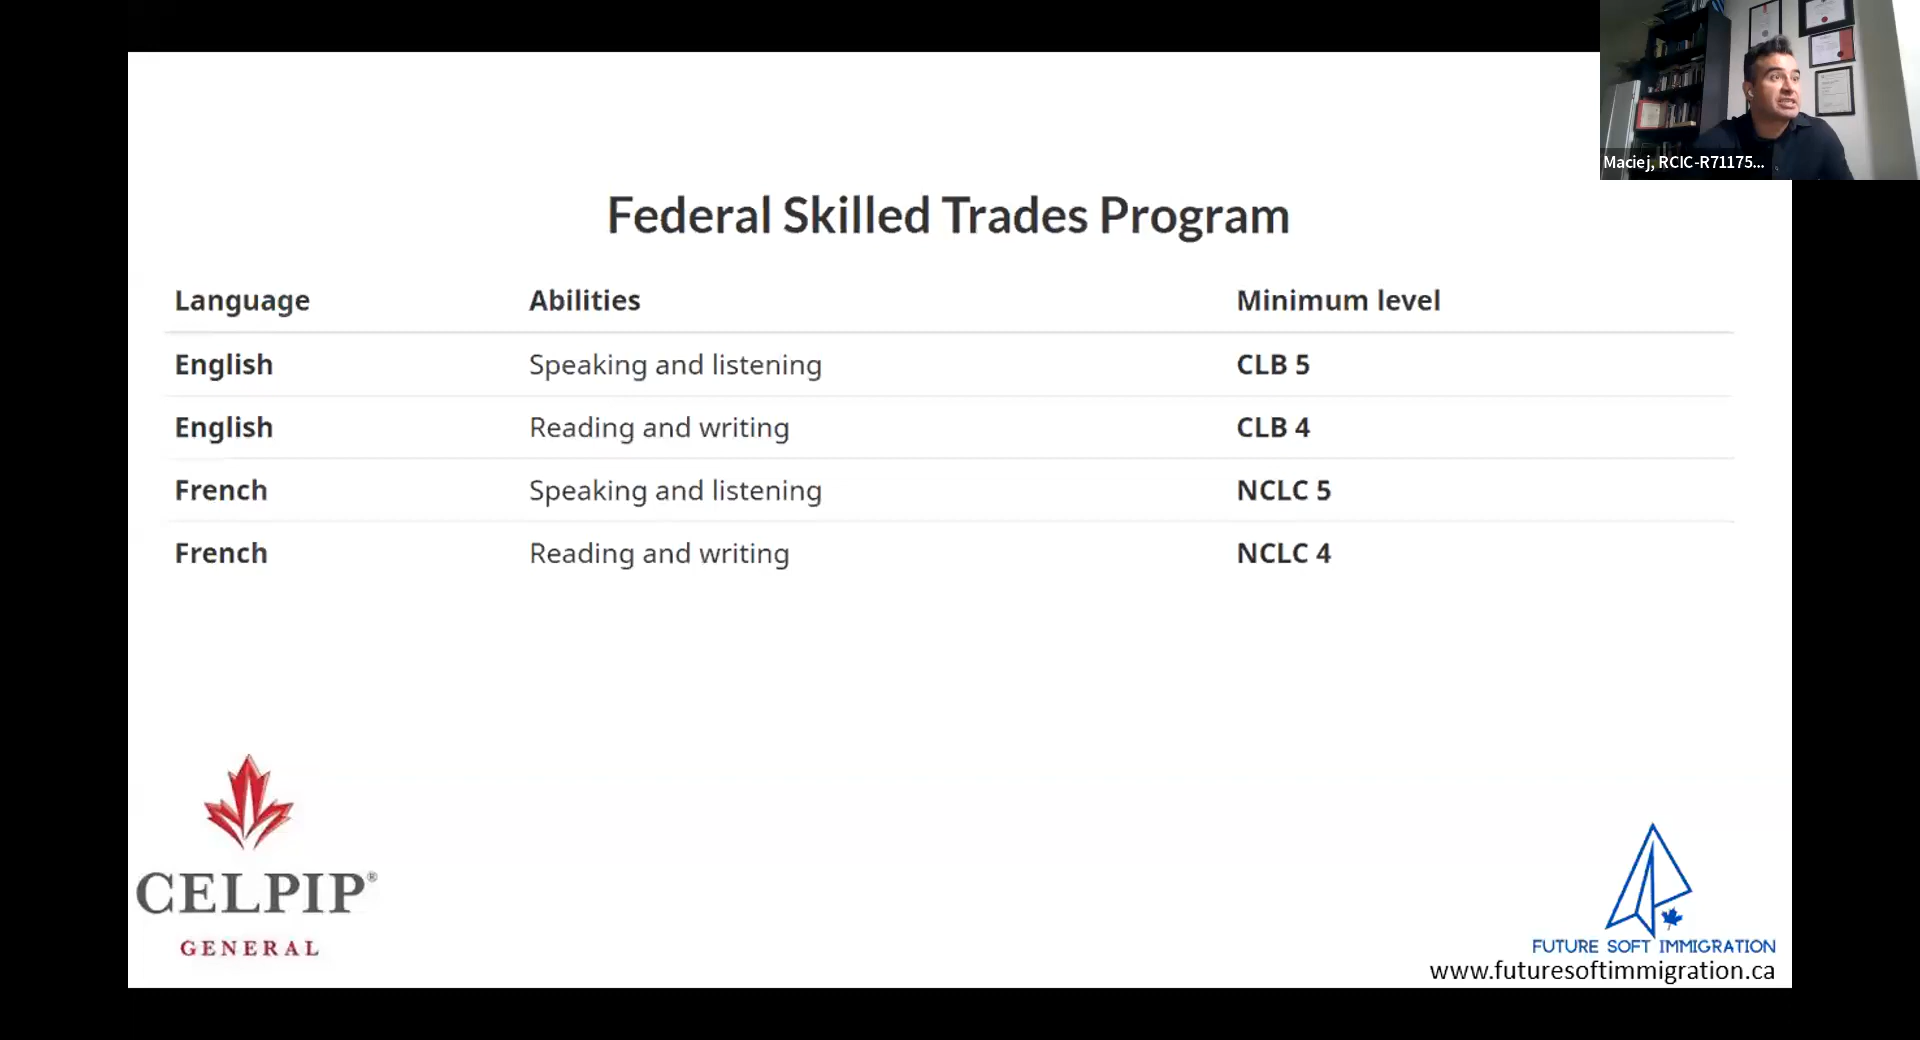 Maciej, RCIC-R71175...
Federal Skilled Trades Program
Language Abilities Minimum level
English Speaking and listening CLB 5
English Reading and writing CLB 4
French Speaking and listening NCLC 5
French Reading and writing NCLC 4
CELPIP®
GENERAL
FUTURE SOFT IMMIGRATION
www.futuresoftimmigration.ca